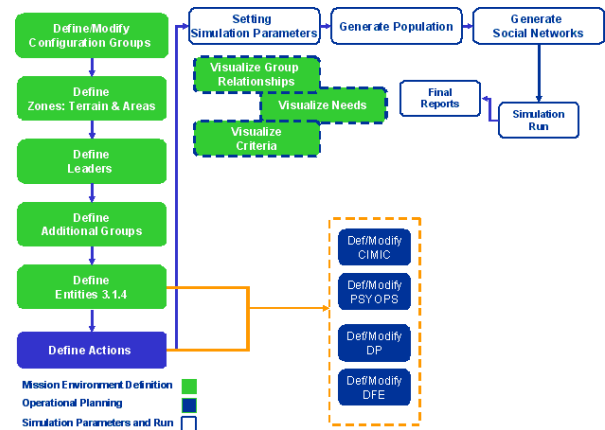 Define/Modify
Configuration Groups
Define
Zones: Terrain & Areas
Define
Leaders
Define
Additional Groups
Define
Entities 3.1.4
Define Actions
Setting
Simulation Parameters
Generate Population
Generate
Social Networks
Visualize Group
Relationships
Visualize Needs
Visualize
Criteria
Final
Reports
Simulation
Run
Def/Modify
CIMIC
Def/Modify
PSYOPS
Def/Modify
DP
Def/Modify
DFE
Mission Environment Definition
Operational Planning
Simulation Parameters and Run